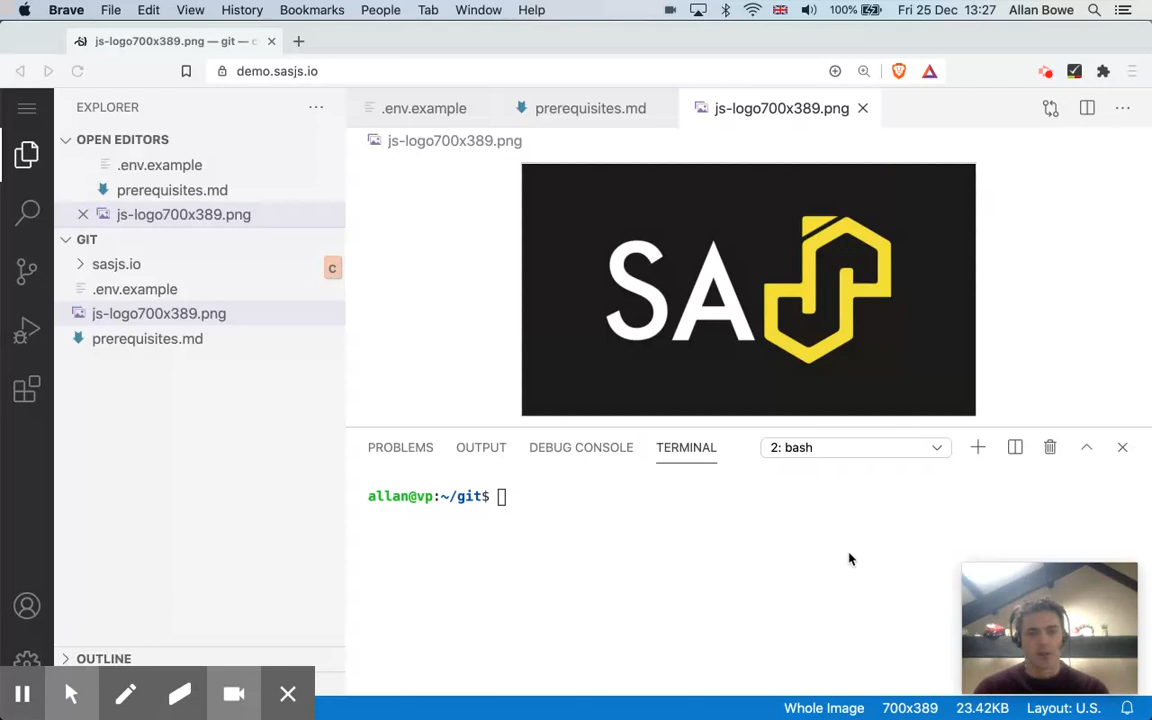 Brave File Edit View History Bookmarks People Tab Window Help 100% Fri 25 Dec 13:27 Allan Bowe
js-logo700x389.png — git — c
demo.sasjs.io
EXPLORER
.env.example prerequisites.md js-logo700x389.png
OPEN EDITORS
js-logo700x389.png
.env.example
prerequisites.md
js-logo700x389.png
GIT
sasjs.io
C
.env.example
js-logo700x389.png
prerequisites.md
SA
PROBLEMS OUTPUT DEBUG CONSOLE TERMINAL 2: bash
allan@vp:~/git$
OUTLINE
Whole Image 700x389 23.42KB Layout: U.S.